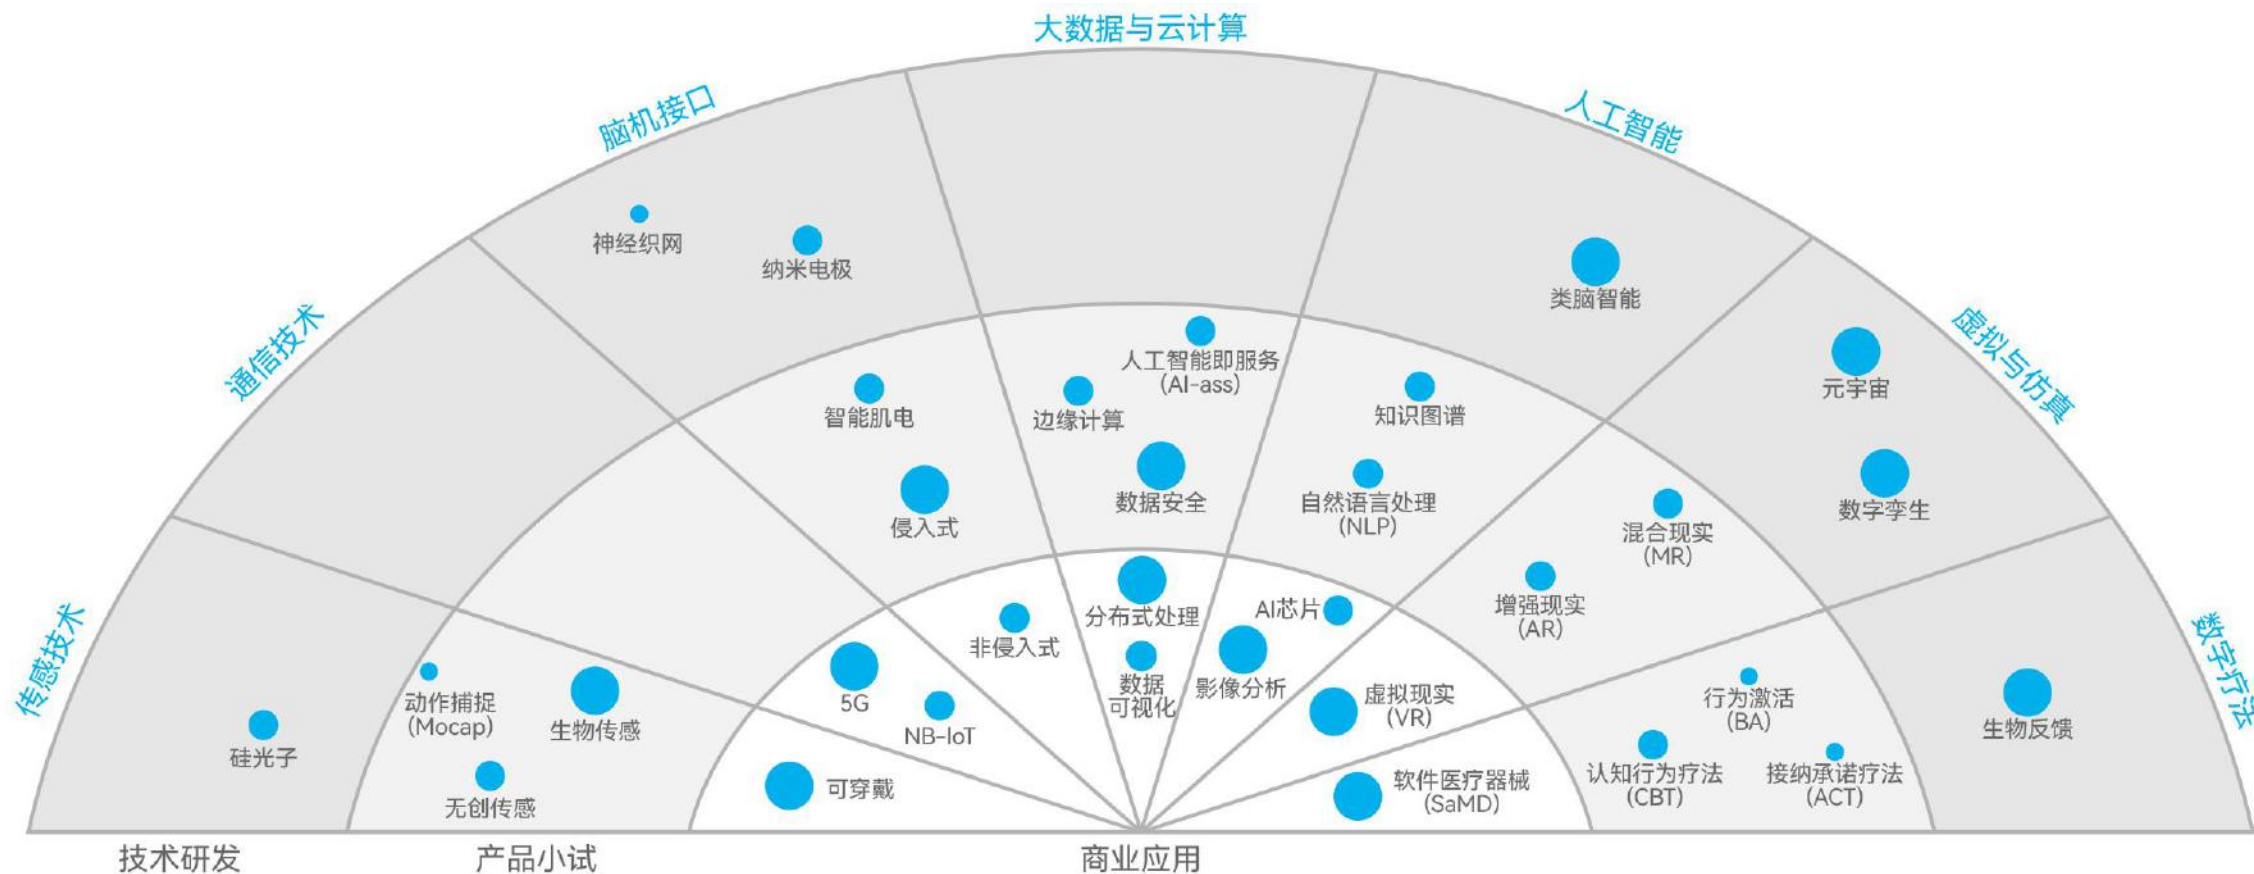 大数据与云计算
脑机接口
人工智能
通信技术
虚拟与仿真
传感技术
数字疗法
神经织网
纳米电极
类脑智能
元宇宙
数字孪生
硅光子
生物反馈
智能肌电
侵入式
人工智能即服务
(AI-ass)
边缘计算
数据安全
知识图谱
自然语言处理
(NLP)
混合现实
(MR)
增强现实
(AR)
动作捕捉
(Mocap)
生物传感
无创传感
行为激活
(BA)
认知行为疗法
(CBT)
接纳承诺疗法
(ACT)
非侵入式
分布式处理
数据
可视化
AI芯片
影像分析
5G
NB-IoT
虚拟现实
(VR)
可穿戴
软件医疗器械
(SaMD)
技术研发
产品小试
商业应用